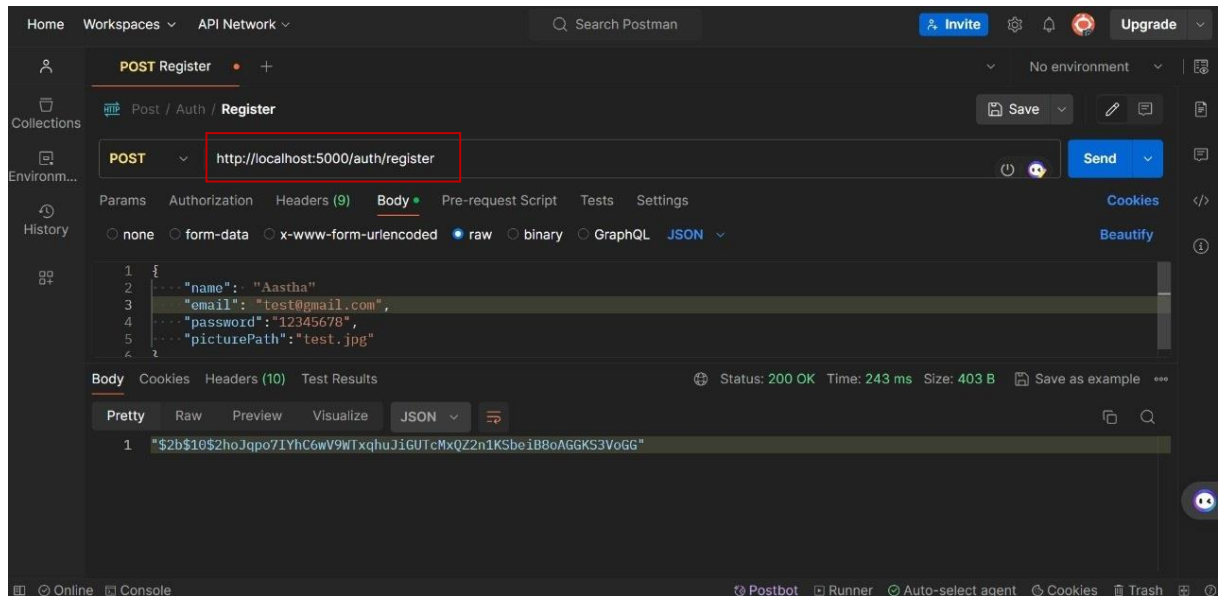 Home Workspaces API Network Search Postman Invite Upgrade
POST Register + No environment
Collections
HTTP Post / Auth / Register Save
POST http://localhost:5000/auth/register Send
Environm...
Params Authorization Headers (9) Body Pre-request Script Tests Settings Cookies
History
none form-data x-www-form-urlencoded raw binary GraphQL JSON Beautify
1 {
2 "name": "Aastha"
3 "email": "test@gmail.com",
4 "password":"12345678",
5 "picturePath":"test.jpg"
6 }
Body Cookies Headers (10) Test Results Status: 200 OK Time: 243 ms Size: 403 B Save as example
Pretty Raw Preview Visualize JSON
1 "$2b$10$2hoJqpo7IYhC6wV9WTxqhuJiGUTcMxQZ2n1KSbeiB8oAGGKS3VoGG"
Online Console Postbot Runner Auto-select agent Cookies Trash